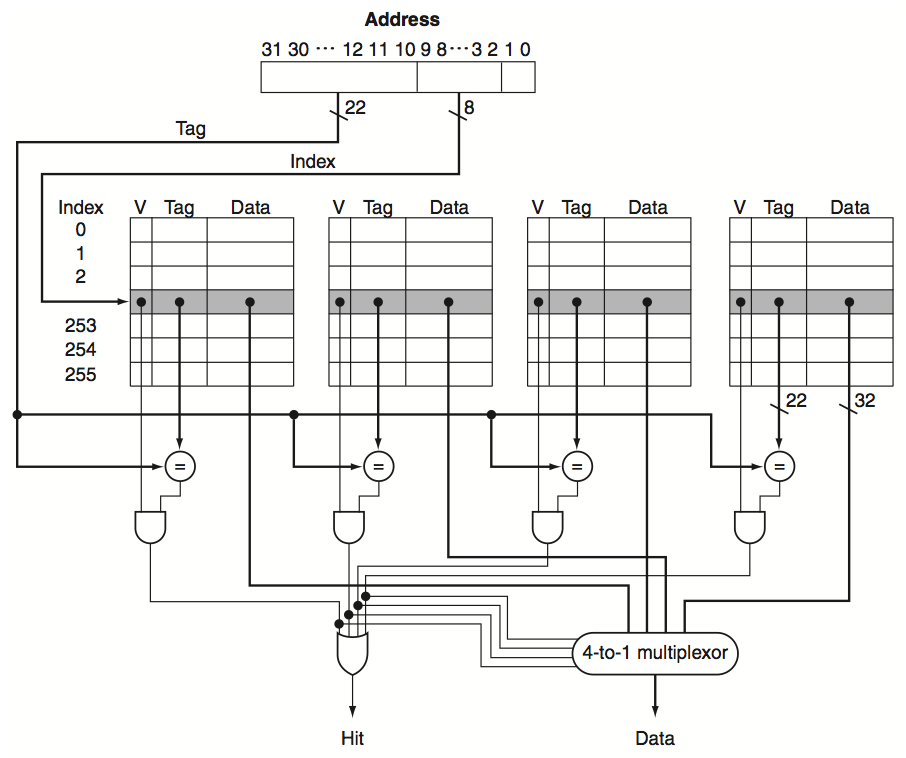 Address
31 30 ··· 12 11 10 9 8 ··· 3 2 1 0
22 8
Tag
Index
Index V Tag Data V Tag Data V Tag Data V Tag Data
0
1
2
253
254
255
22 32
= = = =
4-to-1 multiplexor
Hit Data